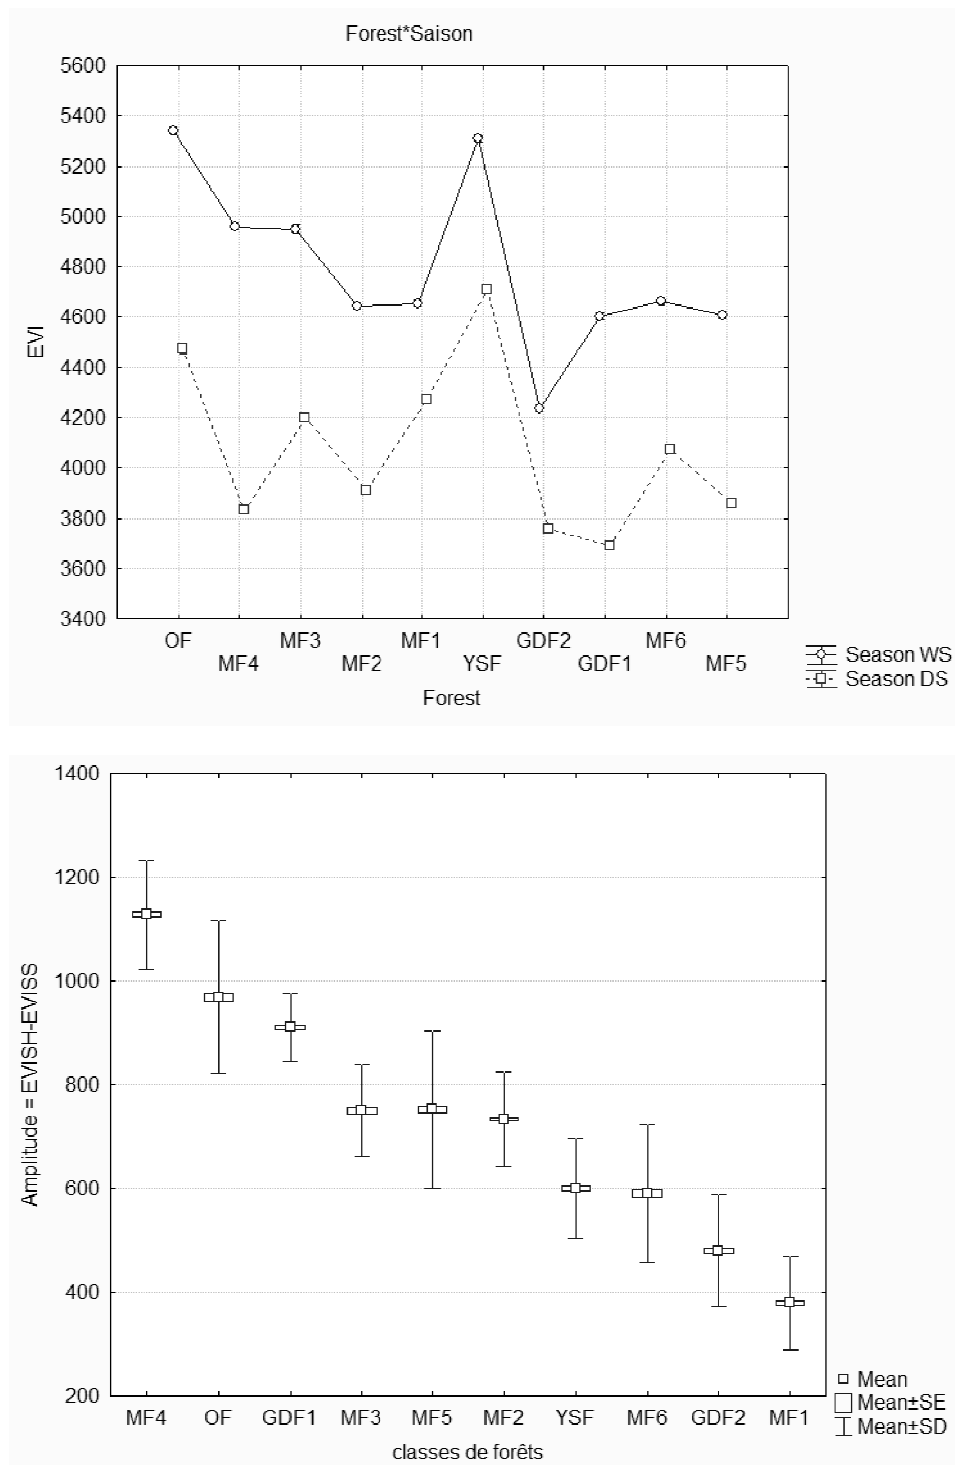 Forest*Saison
5600
5400
5200
5000
4800
4600
4400
4200
4000
3800
3600
3400
EVI
OF MF3 MF1 GDF2 MF6
MF4 MF2 YSF GDF1 MF5
Forest
Season WS
Season DS
1400
1200
1000
800
600
400
200
Amplitude = EVISH-EVISS
MF4 OF GDF1 MF3 MF5 MF2 YSF MF6 GDF2 MF1
classes de forêts
Mean
Mean±SE
Mean±SD